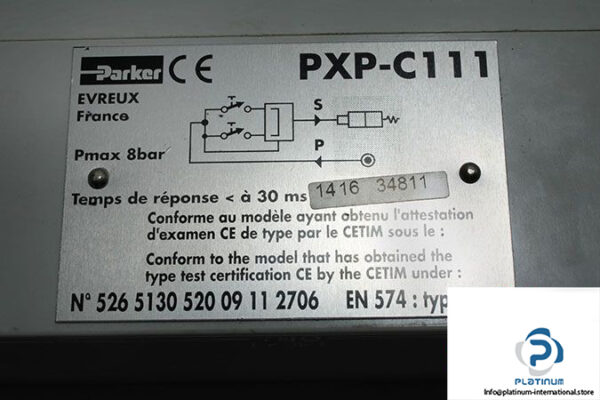 Parker CE PXP-C111
EVREUX
France
S
P
Pmax 8bar
Temps de réponse < à 30 ms 1416 34811
Conforme au modèle ayant obtenu l'attestation
d'examen CE de type par le CETIM sous le :
Conform to the model that has obtained the
type test certification CE by the CETIM under :
N° 526 5130 520 09 11 2706 EN 574 : typ
P
PLATINUM
Info@platinum-international.store